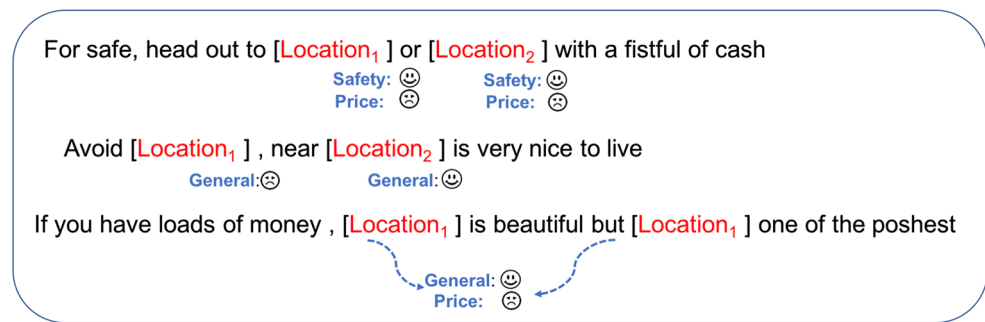 For safe, head out to [Location1 ] or [Location2 ] with a fistful of cash
Safety: Safety:
Price: Price:
Avoid [Location1 ] , near [Location2 ] is very nice to live
General: General:
If you have loads of money , [Location1 ] is beautiful but [Location1 ] one of the poshest
General:
Price: